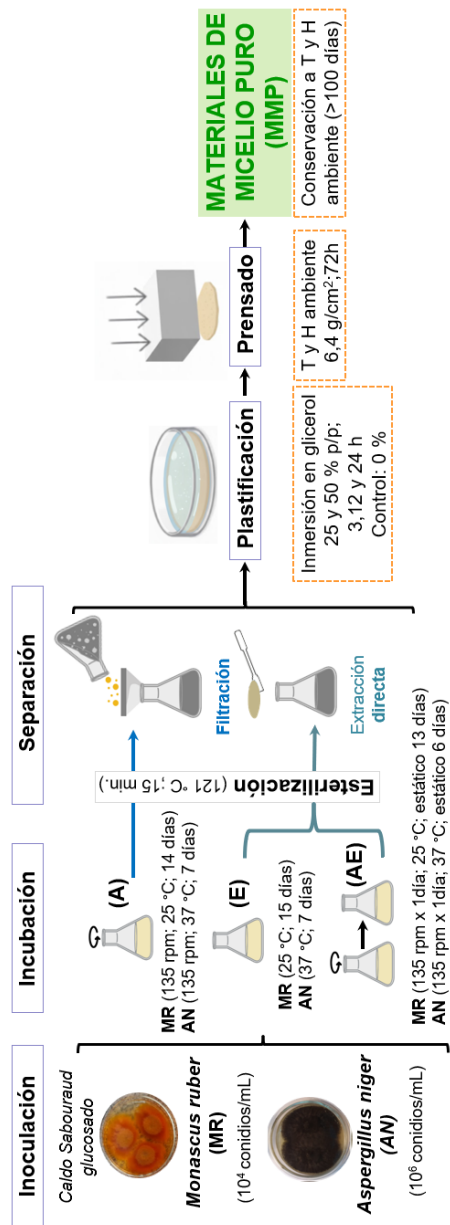 Inoculación
Caldo Sabouraud
glucosado
Monascus ruber
(MR)
(10⁴ conidios/mL)
Aspergillus niger
(AN)
(10⁶ conidios/mL)
Incubación
(A)
MR (135 rpm; 25 °C; 14 días)
AN (135 rpm; 37 °C; 7 días)
(E)
MR (25 °C; 15 días)
AN (37 °C; 7 días)
(AE)
MR (135 rpm x 1día; 25 °C; estático 13 días)
AN (135 rpm x 1día; 37 °C; estático 6 días)
Separación
Esterilización (121 °C; 15 min.)
Filtración
Extracción
directa
Plastificación
Inmersión en glicerol
25 y 50 % p/p;
3,12 y 24 h
Control: 0 %
Prensado
T y H ambiente
6,4 g/cm²;72h
MATERIALES DE
MICELIO PURO
(MMP)
Conservación a T y H
ambiente (>100 días)